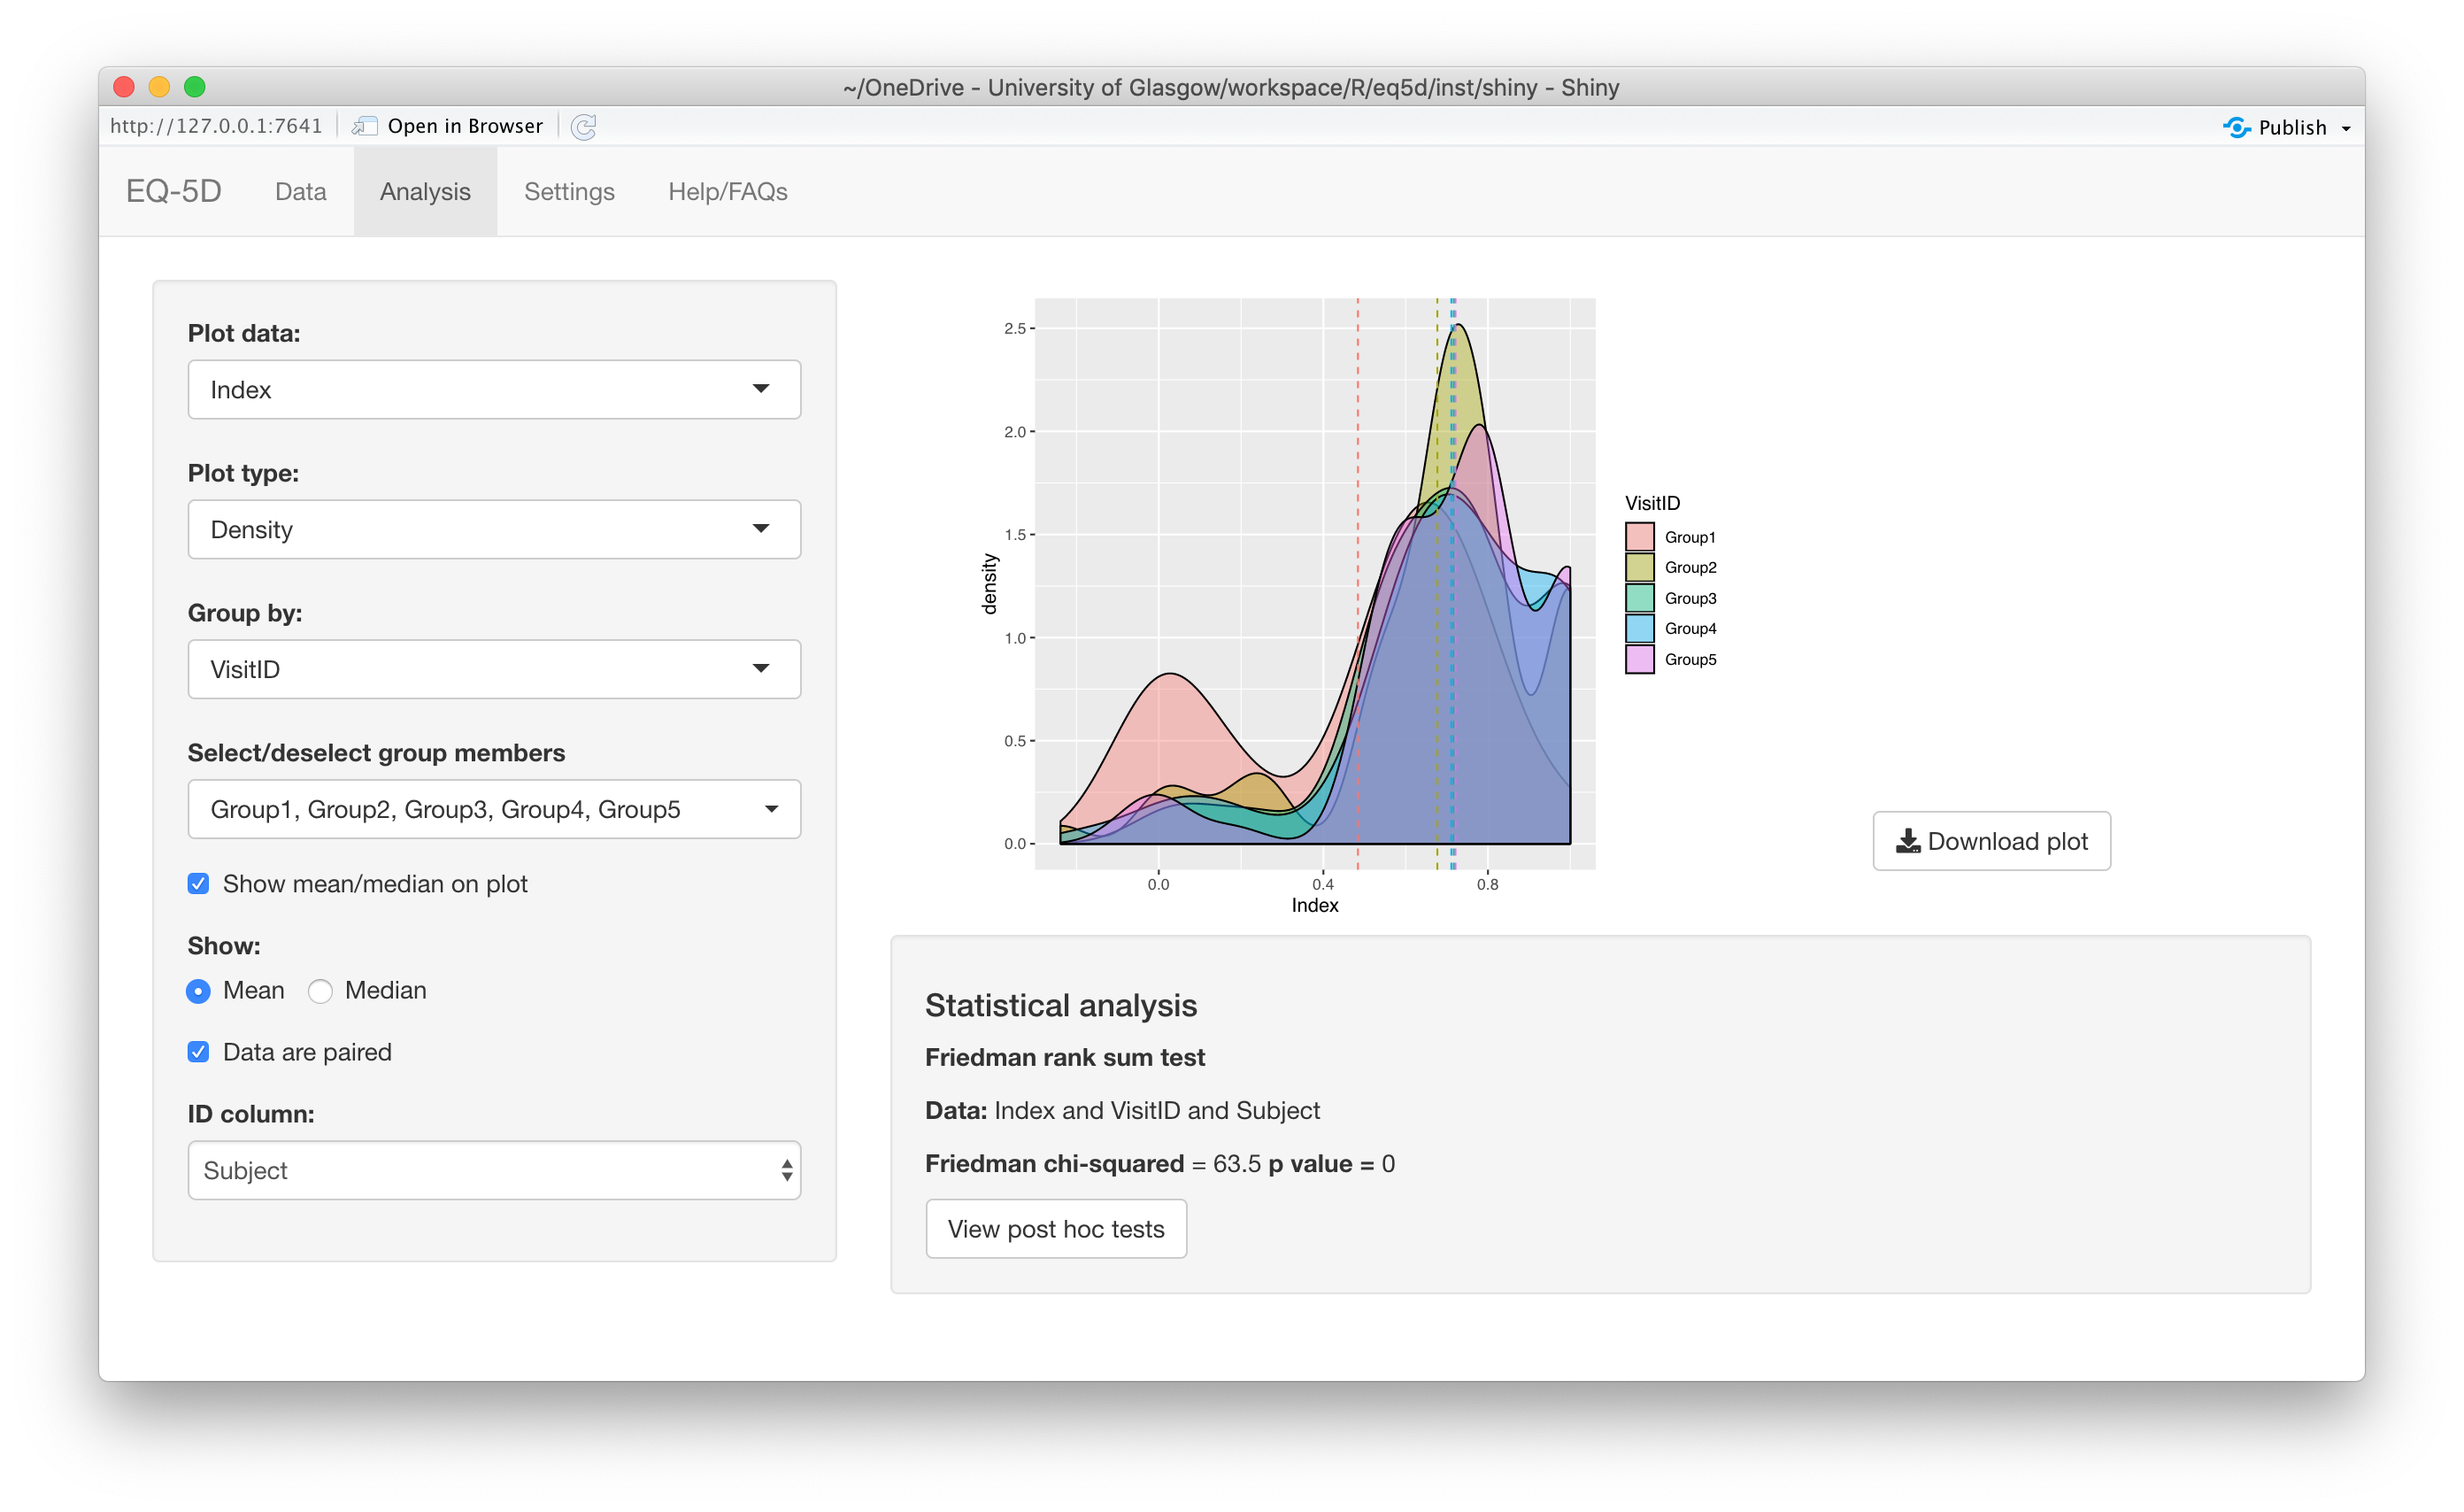 ~/OneDrive - University of Glasgow/workspace/R/eq5d/inst/shiny - Shiny
http://127.0.0.1:7641 Open in Browser Publish
EQ-5D Data Analysis Settings Help/FAQs
Plot data:
Index
Plot type:
Density
Group by:
VisitID
Select/deselect group members
Group1, Group2, Group3, Group4, Group5
Show mean/median on plot
Show:
Mean Median
Data are paired
ID column:
Subject
2.5
2.0
1.5
1.0
0.5
0.0
density
0.0 0.4 0.8
Index
VisitID
Group1
Group2
Group3
Group4
Group5
Download plot
Statistical analysis
Friedman rank sum test
Data: Index and VisitID and Subject
Friedman chi-squared = 63.5 p value = 0
View post hoc tests